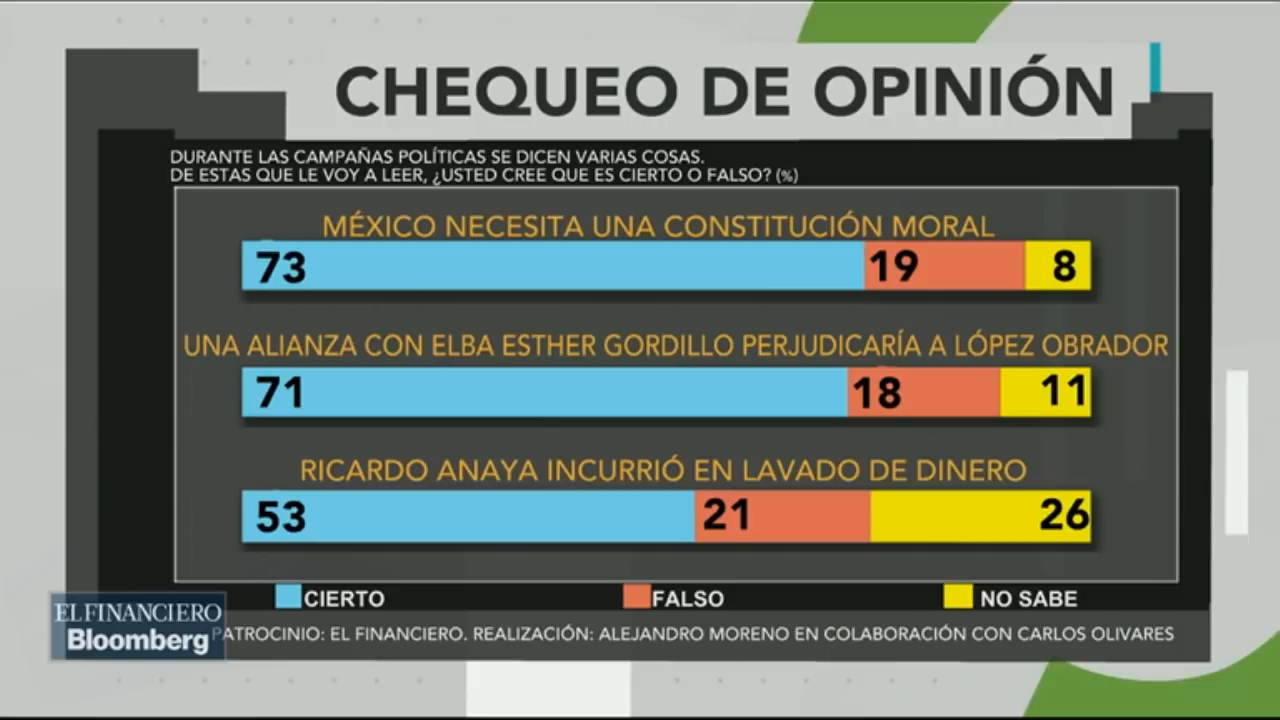 CHEQUEO DE OPINIÓN
DURANTE LAS CAMPAÑAS POLÍTICAS SE DICEN VARIAS COSAS.
DE ESTAS QUE LE VOY A LEER, ¿USTED CREE QUE ES CIERTO O FALSO? (%)
MÉXICO NECESITA UNA CONSTITUCIÓN MORAL
73 19 8
UNA ALIANZA CON ELBA ESTHER GORDILLO PERJUDICARÍA A LÓPEZ OBRADOR
71 18 11
RICARDO ANAYA INCURRIÓ EN LAVADO DE DINERO
53 21 26
CIERTO FALSO NO SABE
EL FINANCIERO
Bloomberg
PATROCINIO: EL FINANCIERO. REALIZACIÓN: ALEJANDRO MORENO EN COLABORACIÓN CON CARLOS OLIVARES